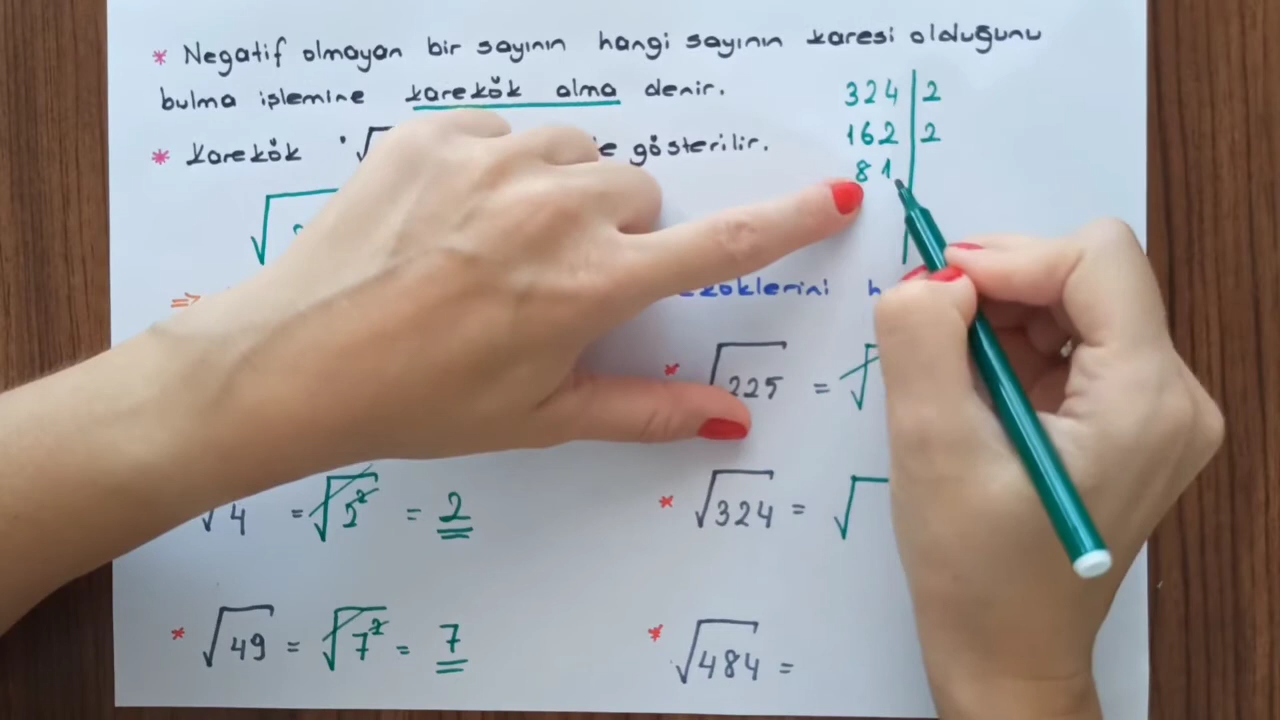 * Negatif olmayan bir sayının hangi sayının karesi olduğunu
bulma işlemine karekök alma denir.
* Karekök '√ gösterilir.
324 | 2
162 | 2
81
=>
* √225 = √
√4 = √2² = 2
* √324 = √
* √49 = √7² = 7
* √484 =